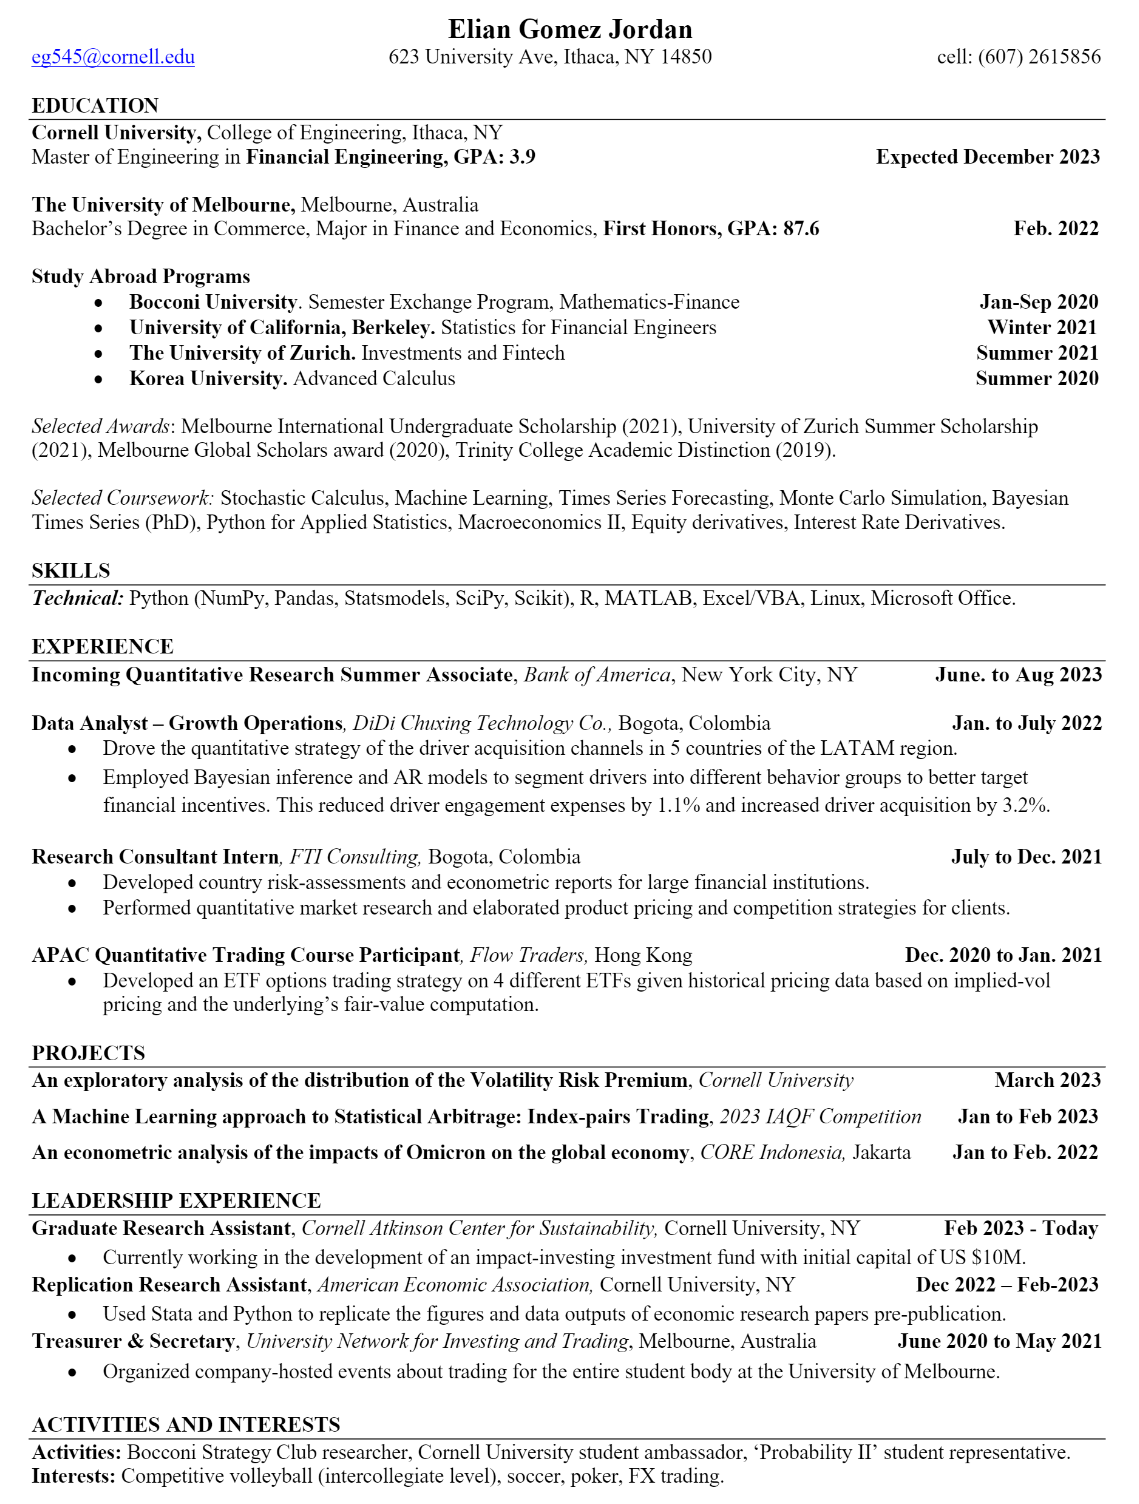 Elian Gomez Jordan
eg545@cornell.edu 623 University Ave, Ithaca, NY 14850 cell: (607) 2615856
EDUCATION
Cornell University, College of Engineering, Ithaca, NY
Master of Engineering in Financial Engineering, GPA: 3.9 Expected December 2023
The University of Melbourne, Melbourne, Australia
Bachelor’s Degree in Commerce, Major in Finance and Economics, First Honors, GPA: 87.6 Feb. 2022
Study Abroad Programs
• Bocconi University. Semester Exchange Program, Mathematics-Finance Jan-Sep 2020
• University of California, Berkeley. Statistics for Financial Engineers Winter 2021
• The University of Zurich. Investments and Fintech Summer 2021
• Korea University. Advanced Calculus Summer 2020
Selected Awards: Melbourne International Undergraduate Scholarship (2021), University of Zurich Summer Scholarship
(2021), Melbourne Global Scholars award (2020), Trinity College Academic Distinction (2019).
Selected Coursework: Stochastic Calculus, Machine Learning, Times Series Forecasting, Monte Carlo Simulation, Bayesian
Times Series (PhD), Python for Applied Statistics, Macroeconomics II, Equity derivatives, Interest Rate Derivatives.
SKILLS
Technical: Python (NumPy, Pandas, Statsmodels, SciPy, Scikit), R, MATLAB, Excel/VBA, Linux, Microsoft Office.
EXPERIENCE
Incoming Quantitative Research Summer Associate, Bank of America, New York City, NY June. to Aug 2023
Data Analyst – Growth Operations, DiDi Chuxing Technology Co., Bogota, Colombia Jan. to July 2022
• Drove the quantitative strategy of the driver acquisition channels in 5 countries of the LATAM region.
• Employed Bayesian inference and AR models to segment drivers into different behavior groups to better target
financial incentives. This reduced driver engagement expenses by 1.1% and increased driver acquisition by 3.2%.
Research Consultant Intern, FTI Consulting, Bogota, Colombia July to Dec. 2021
• Developed country risk-assessments and econometric reports for large financial institutions.
• Performed quantitative market research and elaborated product pricing and competition strategies for clients.
APAC Quantitative Trading Course Participant, Flow Traders, Hong Kong Dec. 2020 to Jan. 2021
• Developed an ETF options trading strategy on 4 different ETFs given historical pricing data based on implied-vol
pricing and the underlying’s fair-value computation.
PROJECTS
An exploratory analysis of the distribution of the Volatility Risk Premium, Cornell University March 2023
A Machine Learning approach to Statistical Arbitrage: Index-pairs Trading, 2023 IAQF Competition Jan to Feb 2023
An econometric analysis of the impacts of Omicron on the global economy, CORE Indonesia, Jakarta Jan to Feb. 2022
LEADERSHIP EXPERIENCE
Graduate Research Assistant, Cornell Atkinson Center for Sustainability, Cornell University, NY Feb 2023 - Today
• Currently working in the development of an impact-investing investment fund with initial capital of US $10M.
Replication Research Assistant, American Economic Association, Cornell University, NY Dec 2022 – Feb-2023
• Used Stata and Python to replicate the figures and data outputs of economic research papers pre-publication.
Treasurer & Secretary, University Network for Investing and Trading, Melbourne, Australia June 2020 to May 2021
• Organized company-hosted events about trading for the entire student body at the University of Melbourne.
ACTIVITIES AND INTERESTS
Activities: Bocconi Strategy Club researcher, Cornell University student ambassador, ‘Probability II’ student representative.
Interests: Competitive volleyball (intercollegiate level), soccer, poker, FX trading.